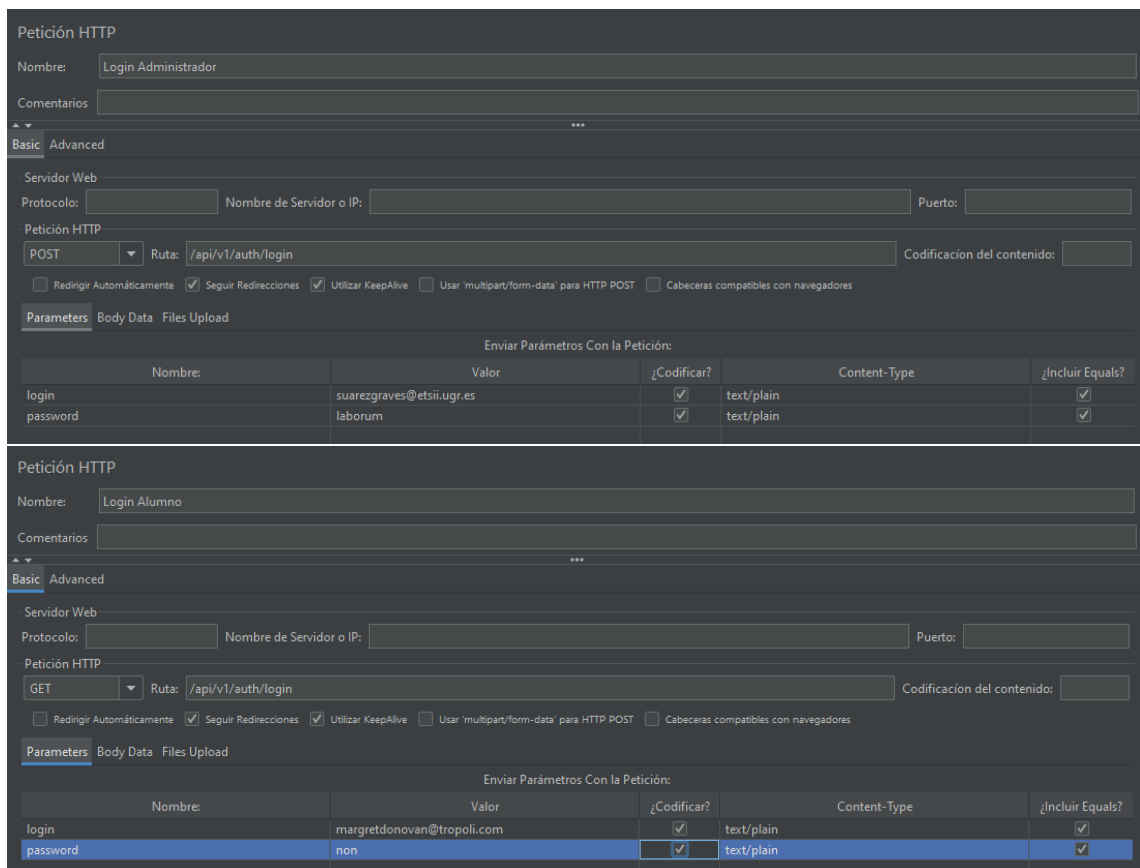 Petición HTTP
Nombre: Login Administrador
Comentarios
Basic Advanced
Servidor Web
Protocolo: Nombre de Servidor o IP: Puerto:
Petición HTTP
POST Ruta: /api/v1/auth/login Codificacíon del contenido:
Redirigir Automáticamente Seguir Redirecciones Utilizar KeepAlive Usar 'multipart/form-data' para HTTP POST Cabeceras compatibles con navegadores
Parameters Body Data Files Upload
Enviar Parámetros Con la Petición:
Nombre: Valor ¿Codificar? Content-Type ¿Incluir Equals?
login suarezgraves@etsii.ugr.es text/plain
password laborum text/plain
Petición HTTP
Nombre: Login Alumno
Comentarios
Basic Advanced
Servidor Web
Protocolo: Nombre de Servidor o IP: Puerto:
Petición HTTP
GET Ruta: /api/v1/auth/login Codificacíon del contenido:
Redirigir Automáticamente Seguir Redirecciones Utilizar KeepAlive Usar 'multipart/form-data' para HTTP POST Cabeceras compatibles con navegadores
Parameters Body Data Files Upload
Enviar Parámetros Con la Petición:
Nombre: Valor ¿Codificar? Content-Type ¿Incluir Equals?
login margretdonovan@tropoli.com text/plain
password non text/plain